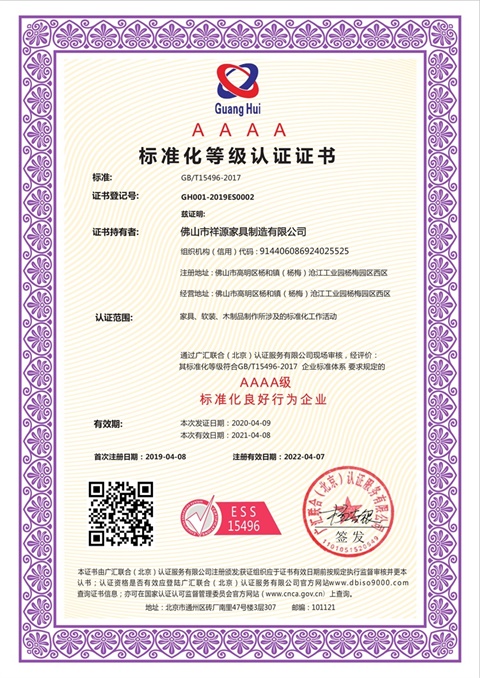 Guang Hui
AAAA
标准化等级认证证书
标准: GB/T15496-2017
证书登记号: GH001-2019ES0002
兹证明:
证书持有者: 佛山市祥源家具制造有限公司
组织机构（信用）代码: 914406086924025525
注册地址: 佛山市高明区杨和镇（杨梅）沧江工业园杨梅园区西区
经营地址: 佛山市高明区杨和镇（杨梅）沧江工业园杨梅园区西区
认证范围: 家具、软装、木制品制作所涉及的标准化工作活动
通过广汇联合（北京）认证服务有限公司现场审核，经评价:
其标准化等级符合GB/T15496-2017 企业标准体系 要求规定的
AAAA级
标准化良好行为企业
有效期: 本次发证日期: 2020-04-09
本次有效日期: 2021-04-08
首次注册日期: 2019-04-08 注册有效日期: 2022-04-07
ESS
15496
广汇联合（北京）认证服务有限公司
签发
1101051520549
本证书由广汇联合（北京）认证服务有限公司注册颁发;获证组织应于证书有效日期前按规定执行监督审核并更本
认书；认证资格是否有效应登陆广汇联合（北京）认证服务有限公司官方网站www.dbiso9000.com
查询证书信息；亦可在国家认证认可监督管理委员会官方网站（www.cnca.gov.cn）上查询。
地址: 北京市通州区砖厂南里47号楼3层307 邮编: 101121